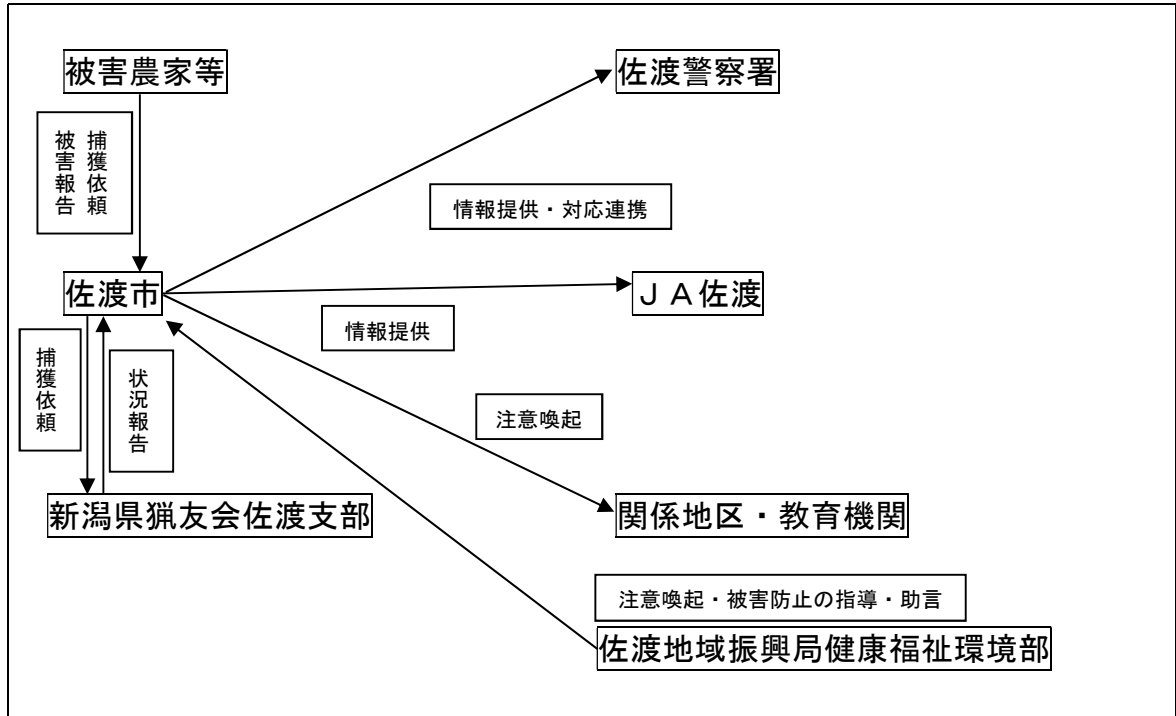 被害農家等
佐渡警察署
捕獲依頼
被害報告
情報提供・対応連携
佐渡市
ＪＡ佐渡
情報提供
捕獲依頼
状況報告
注意喚起
新潟県猟友会佐渡支部
関係地区・教育機関
注意喚起・被害防止の指導・助言
佐渡地域振興局健康福祉環境部